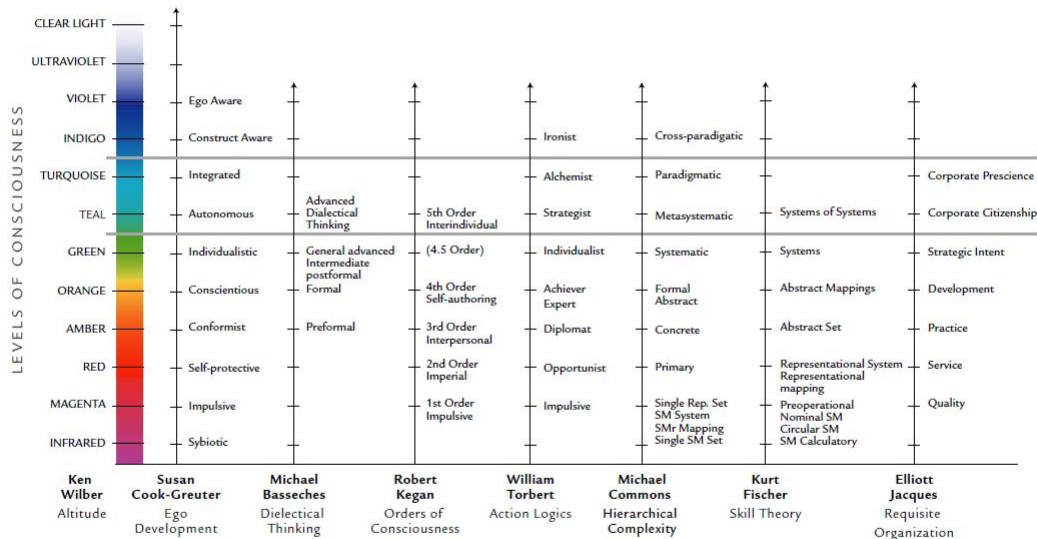 LEVELS OF CONSCIOUSNESS
CLEAR LIGHT
ULTRAVIOLET
VIOLET
INDIGO
TURQUOISE
TEAL
GREEN
ORANGE
AMBER
RED
MAGENTA
INFRARED
Ken
Wilber
Altitude
Ego Aware
Construct Aware
Integrated
Autonomous
Individualistic
Conscientious
Conformist
Self-protective
Impulsive
Sybiotic
Susan
Cook-Greuter
Ego
Development
Advanced
Dialectical
Thinking
General advanced
Intermediate
postformal
Formal
Preformal
Michael
Basseches
Dielectical
Thinking
5th Order
Interindividual
(4.5 Order)
4th Order
Self-authoring
3rd Order
Interpersonal
2nd Order
Imperial
1st Order
Impulsive
Robert
Kegan
Orders of
Consciousness
Ironist
Alchemist
Strategist
Individualist
Achiever
Expert
Diplomat
Opportunist
Impulsive
William
Torbert
Action Logics
Cross-paradigatic
Paradigmatic
Metasystematic
Systematic
Formal
Abstract
Concrete
Primary
Single Rep. Set
SM System
SMr Mapping
Single SM Set
Michael
Commons
Hierarchical
Complexity
Systems of Systems
Systems
Abstract Mappings
Abstract Set
Representational System
Representational
mapping
Preoperational
Nominal SM
Circular SM
SM Calculatory
Kurt
Fischer
Skill Theory
Corporate Prescience
Corporate Citizenship
Strategic Intent
Development
Practice
Service
Quality
Elliott
Jacques
Requisite
Organization